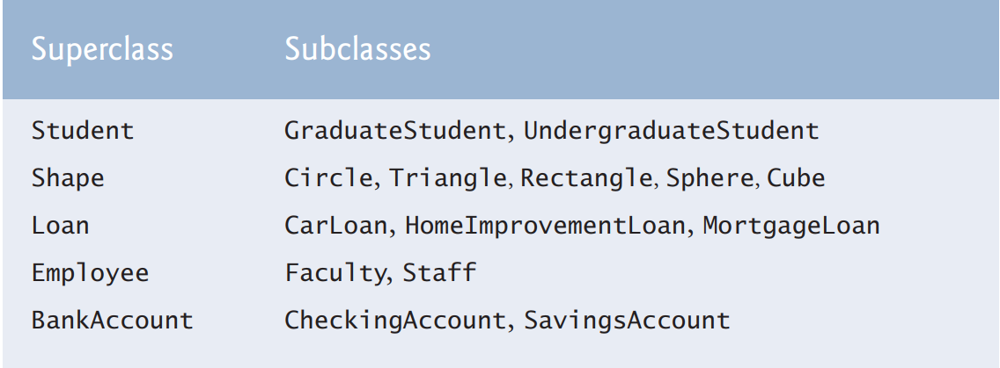 Superclass Subclasses
Student GraduateStudent, UndergraduateStudent
Shape Circle, Triangle, Rectangle, Sphere, Cube
Loan CarLoan, HomeImprovementLoan, MortgageLoan
Employee Faculty, Staff
BankAccount CheckingAccount, SavingsAccount